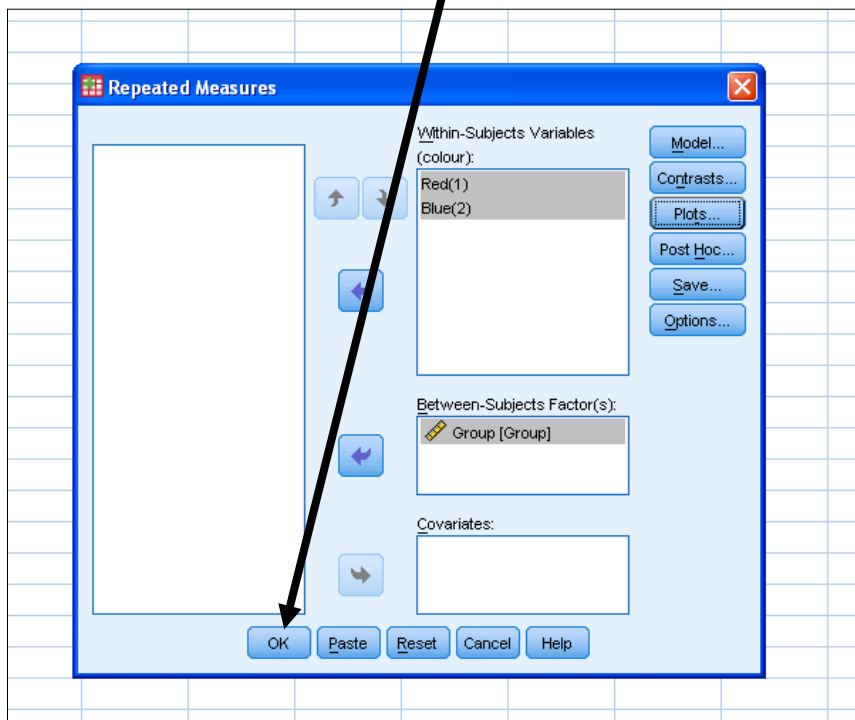 Repeated Measures
Within-Subjects Variables
(colour):
Red(1)
Blue(2)
Model...
Contrasts...
Plots...
Post Hoc...
Save...
Options...
Between-Subjects Factor(s):
Group [Group]
Covariates:
OK Paste Reset Cancel Help